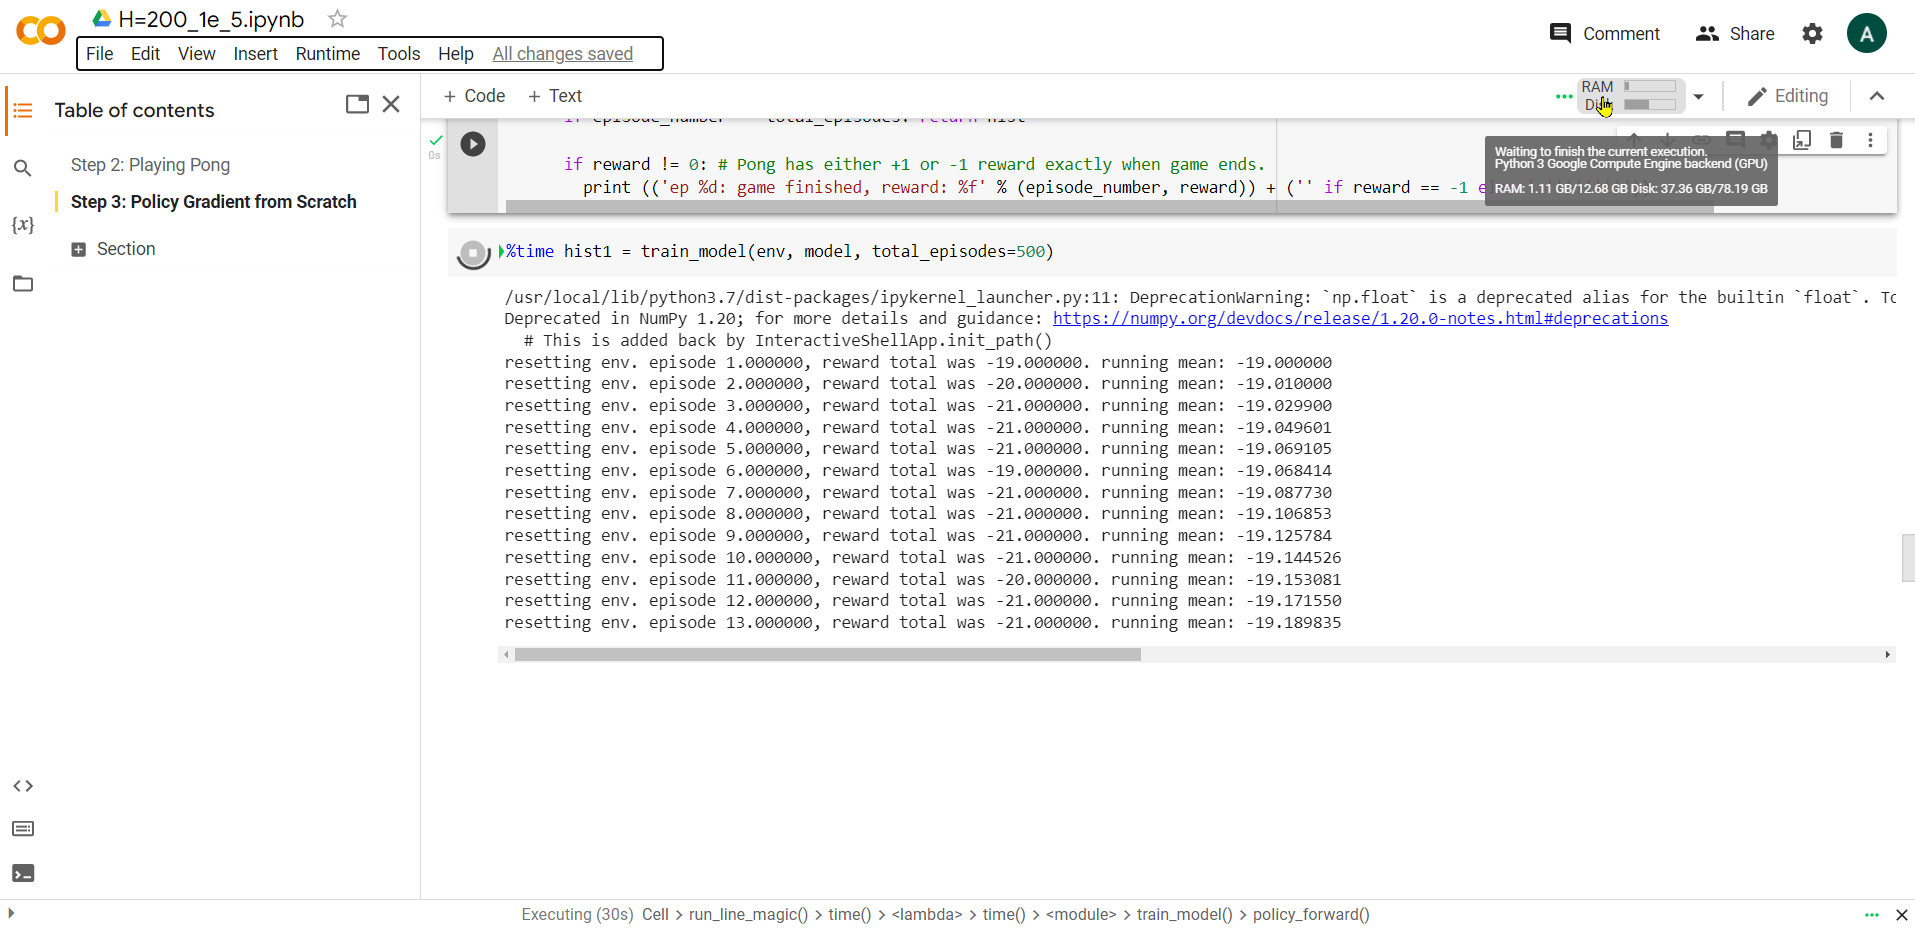 H=200_1e_5.ipynb
File Edit View Insert Runtime Tools Help All changes saved
Comment Share A
Table of contents
Step 2: Playing Pong
Step 3: Policy Gradient from Scratch
Section
+ Code + Text
RAM
Disk
Editing
Waiting to finish the current execution.
Python 3 Google Compute Engine backend (GPU)
RAM: 1.11 GB/12.68 GB Disk: 37.36 GB/78.19 GB
0s
if episode_number total_episodes: return hist
if reward != 0: # Pong has either +1 or -1 reward exactly when game ends.
print (('ep %d: game finished, reward: %f' % (episode_number, reward)) + ('' if reward == -1 e
%time hist1 = train_model(env, model, total_episodes=500)
/usr/local/lib/python3.7/dist-packages/ipykernel_launcher.py:11: DeprecationWarning: `np.float` is a deprecated alias for the builtin `float`. To
Deprecated in NumPy 1.20; for more details and guidance: https://numpy.org/devdocs/release/1.20.0-notes.html#deprecations
# This is added back by InteractiveShellApp.init_path()
resetting env. episode 1.000000, reward total was -19.000000. running mean: -19.000000
resetting env. episode 2.000000, reward total was -20.000000. running mean: -19.010000
resetting env. episode 3.000000, reward total was -21.000000. running mean: -19.029900
resetting env. episode 4.000000, reward total was -21.000000. running mean: -19.049601
resetting env. episode 5.000000, reward total was -21.000000. running mean: -19.069105
resetting env. episode 6.000000, reward total was -19.000000. running mean: -19.068414
resetting env. episode 7.000000, reward total was -21.000000. running mean: -19.087730
resetting env. episode 8.000000, reward total was -21.000000. running mean: -19.106853
resetting env. episode 9.000000, reward total was -21.000000. running mean: -19.125784
resetting env. episode 10.000000, reward total was -21.000000. running mean: -19.144526
resetting env. episode 11.000000, reward total was -20.000000. running mean: -19.153081
resetting env. episode 12.000000, reward total was -21.000000. running mean: -19.171550
resetting env. episode 13.000000, reward total was -21.000000. running mean: -19.189835
Executing (30s) Cell > run_line_magic() > time() > <lambda> > time() > <module> > train_model() > policy_forward()